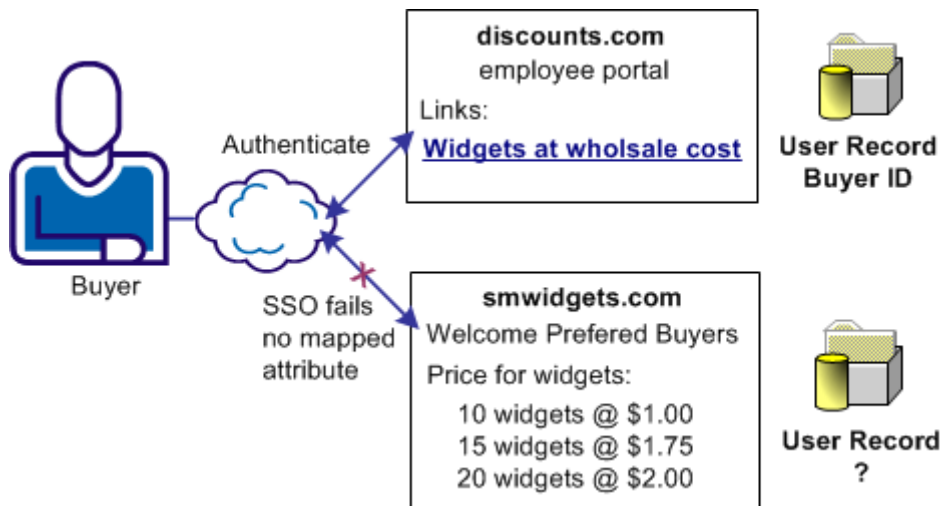 discounts.com
employee portal
Links:
Widgets at wholsale cost
User Record
Buyer ID
Authenticate
Buyer
SSO fails
no mapped
attribute
smwidgets.com
Welcome Prefered Buyers
Price for widgets:
10 widgets @ $1.00
15 widgets @ $1.75
20 widgets @ $2.00
User Record
?